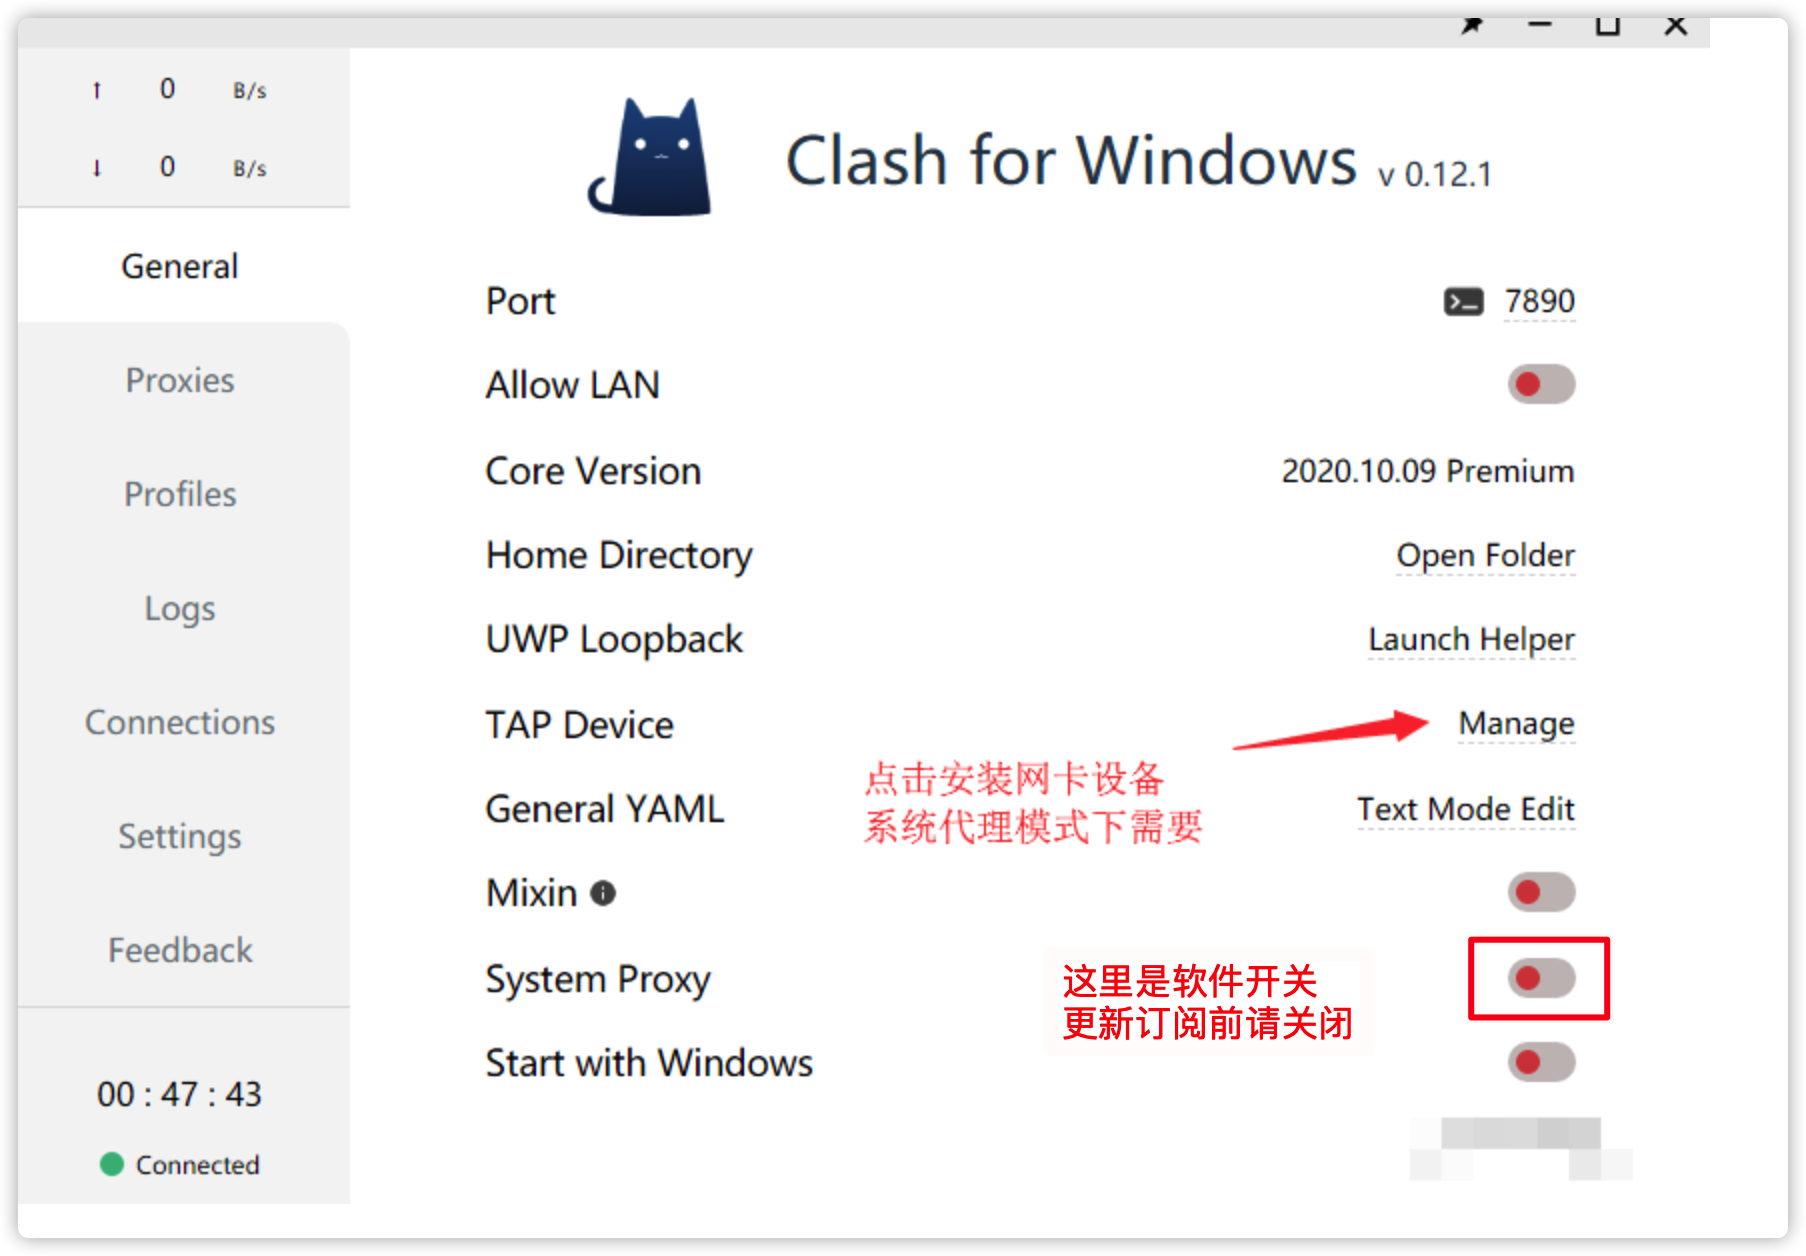 ↑ 0 B/s
↓ 0 B/s
General
Proxies
Profiles
Logs
Connections
Settings
Feedback
00 : 47 : 43
Connected
Clash for Windows v 0.12.1
Port 7890
Allow LAN
Core Version 2020.10.09 Premium
Home Directory Open Folder
UWP Loopback Launch Helper
TAP Device Manage
点击安装网卡设备
系统代理模式下需要
General YAML Text Mode Edit
Mixin
System Proxy
这里是软件开关
更新订阅前请关闭
Start with Windows